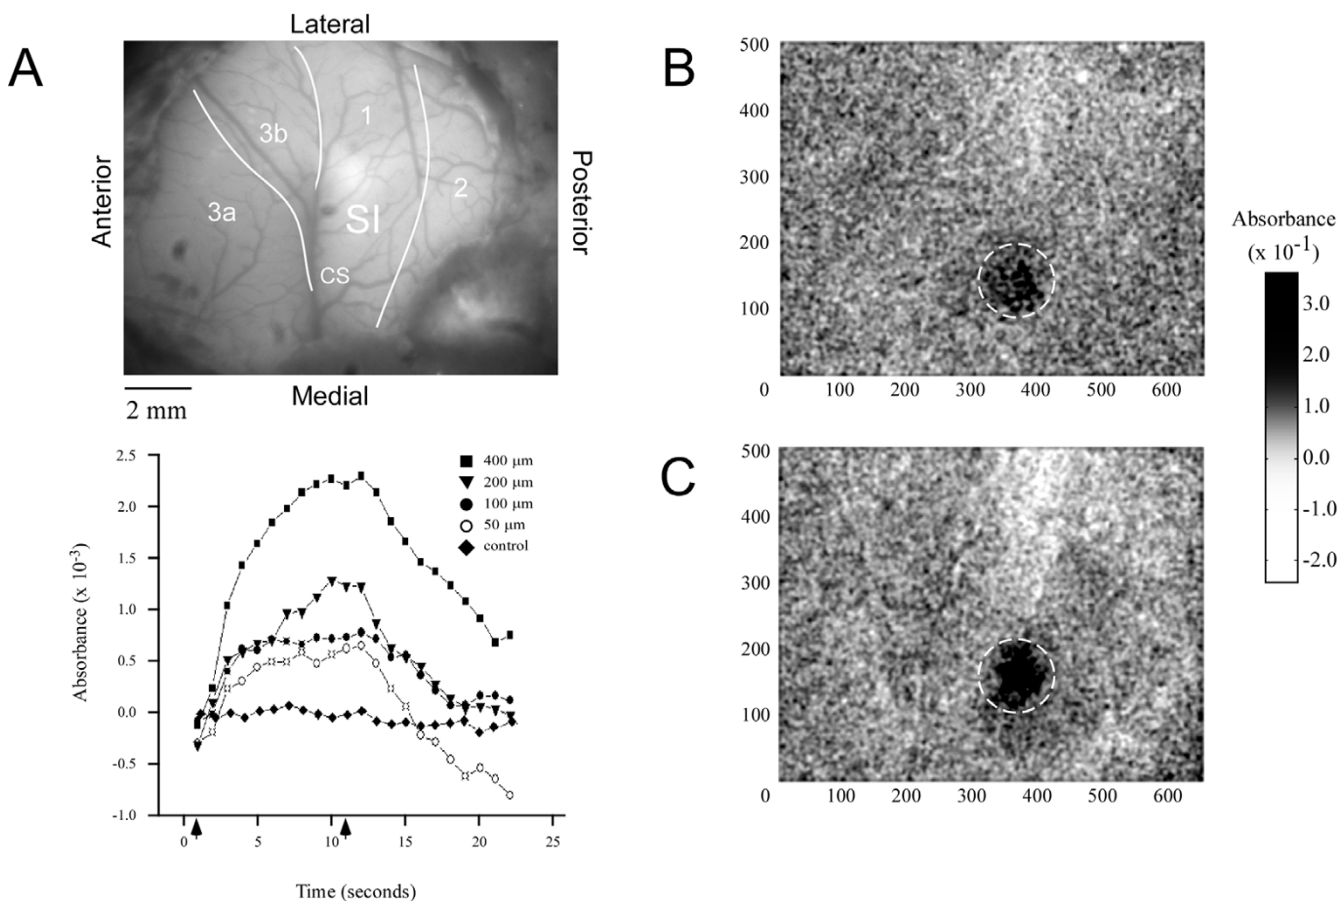 A
Lateral
Anterior
3b
1
2
3a
SI
CS
Posterior
Medial
2 mm
Absorbance (x 10-3)
2.5
2.0
1.5
1.0
0.5
0.0
-0.5
-1.0
0
5
10
15
20
25
Time (seconds)
400 μm
200 μm
100 μm
50 μm
control
B
500
400
300
200
100
0
100
200
300
400
500
600
C
500
400
300
200
100
0
100
200
300
400
500
600
Absorbance
(x 10-1)
3.0
2.0
1.0
0.0
-1.0
-2.0